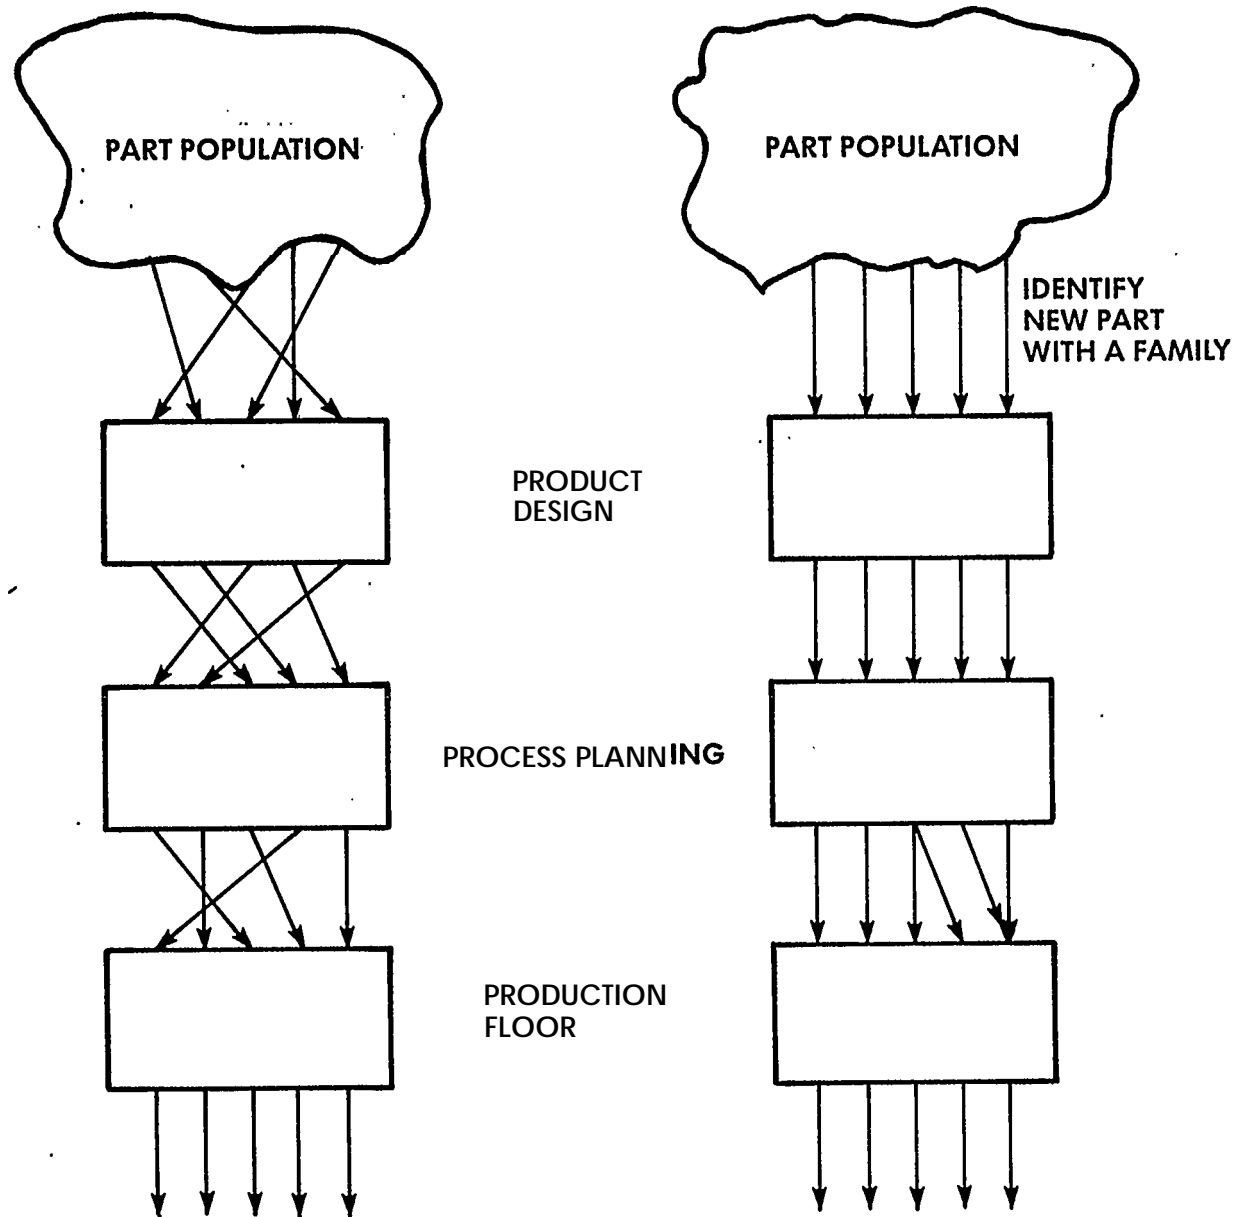 PART POPULATION
PART POPULATION
IDENTIFY
NEW PART
WITH A FAMILY
PRODUCT
DESIGN
PROCESS PLANNING
PRODUCTION
FLOOR